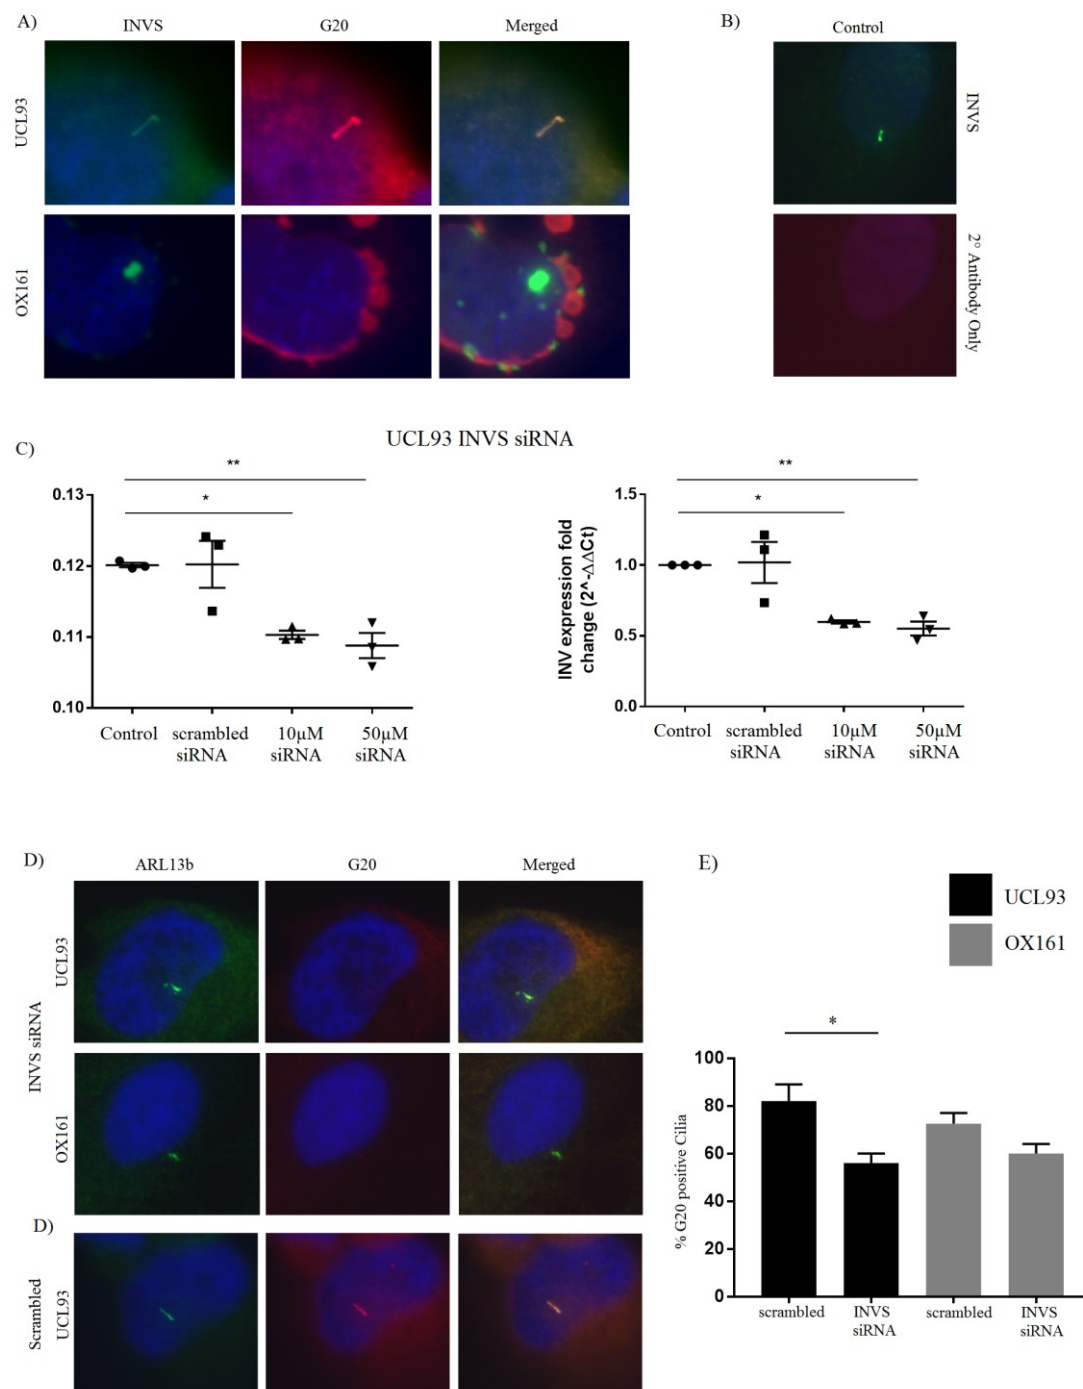 A)
INVS
G20
Merged
UCL93
OX161
B)
Control
INVS
2° Antibody Only
C)
UCL93 INVS siRNA
**
*
0.13
0.12
0.11
0.10
Control
scrambled
siRNA
10µM
siRNA
50µM
siRNA
**
*
INV expression fold
change (2^-ΔΔCt)
1.5
1.0
0.5
0.0
Control
scrambled
siRNA
10µM
siRNA
50µM
siRNA
D)
ARL13b
G20
Merged
INVS siRNA
UCL93
OX161
D)
Scrambled
UCL93
E)
UCL93
OX161
*
% G20 positive Cilia
100
80
60
40
20
0
scrambled
INVS
siRNA
scrambled
INVS
siRNA